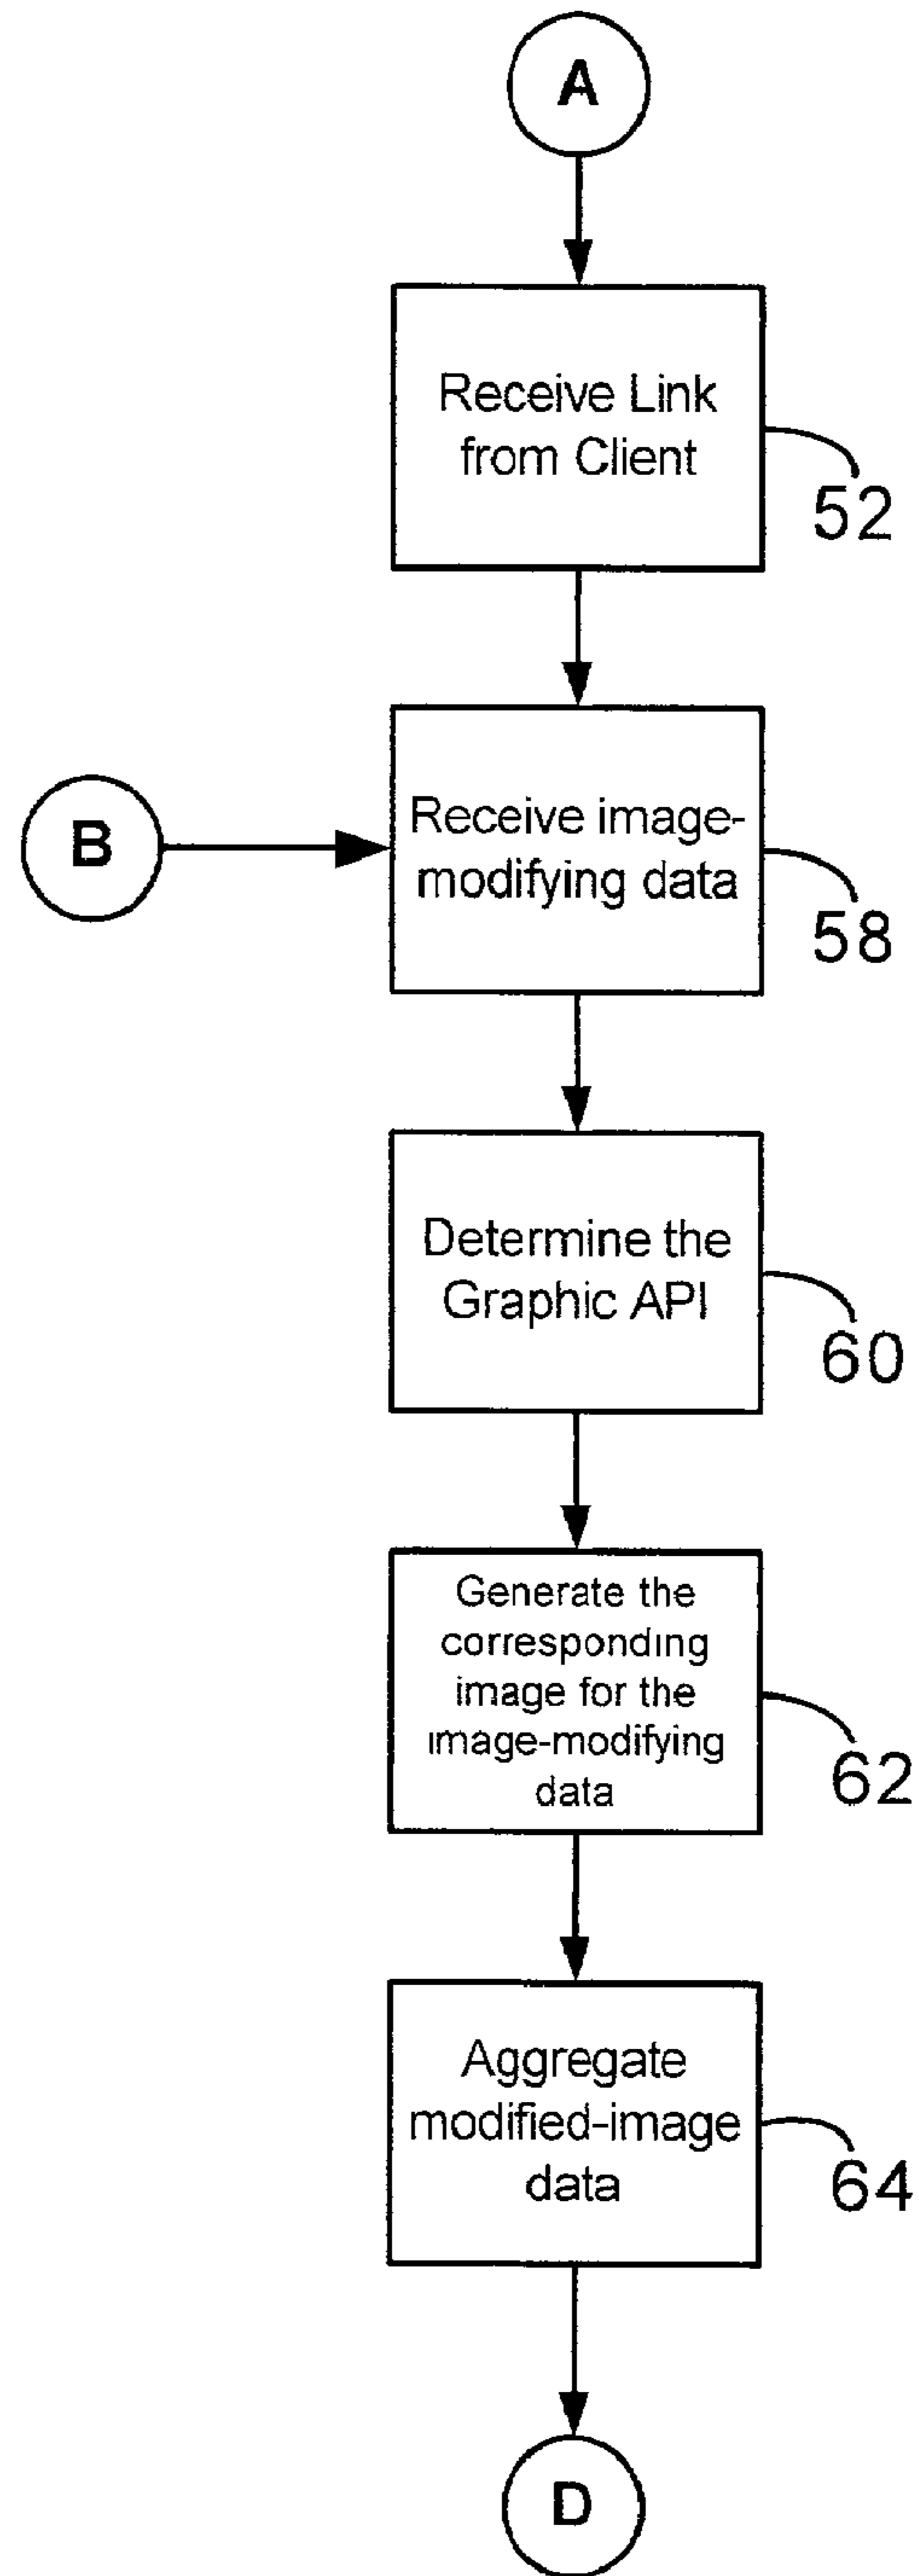 A
Receive Link
from Client
52
B
Receive image-
modifying data
58
Determine the
Graphic API
60
Generate the
corresponding
image for the
image-modifying
data
62
Aggregate
modified-image
data
64
D